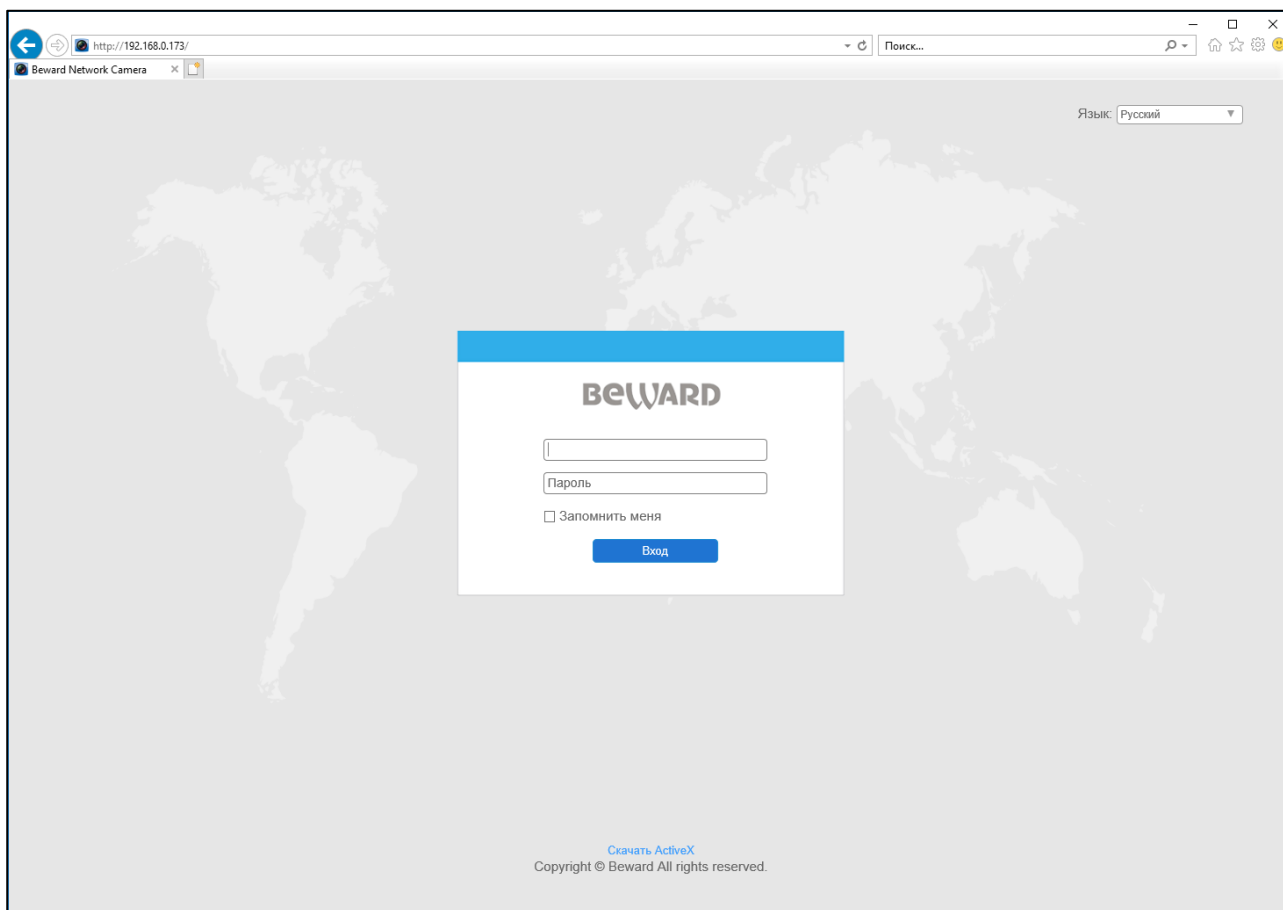 http://192.168.0.173/
Поиск...
Beward Network Camera
Язык: Русский
BEWARD
Пароль
Запомнить меня
Вход
Скачать ActiveX
Copyright © Beward All rights reserved.